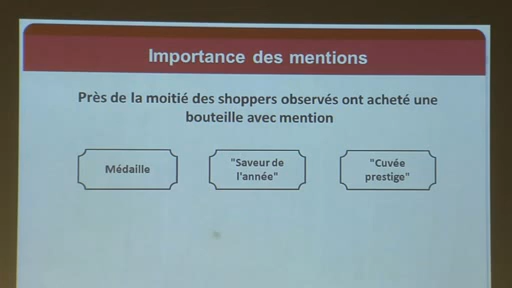 Importance des mentions
Près de la moitié des shoppers observés ont acheté une
bouteille avec mention
Médaille
"Saveur de
l'année"
"Cuvée
prestige"